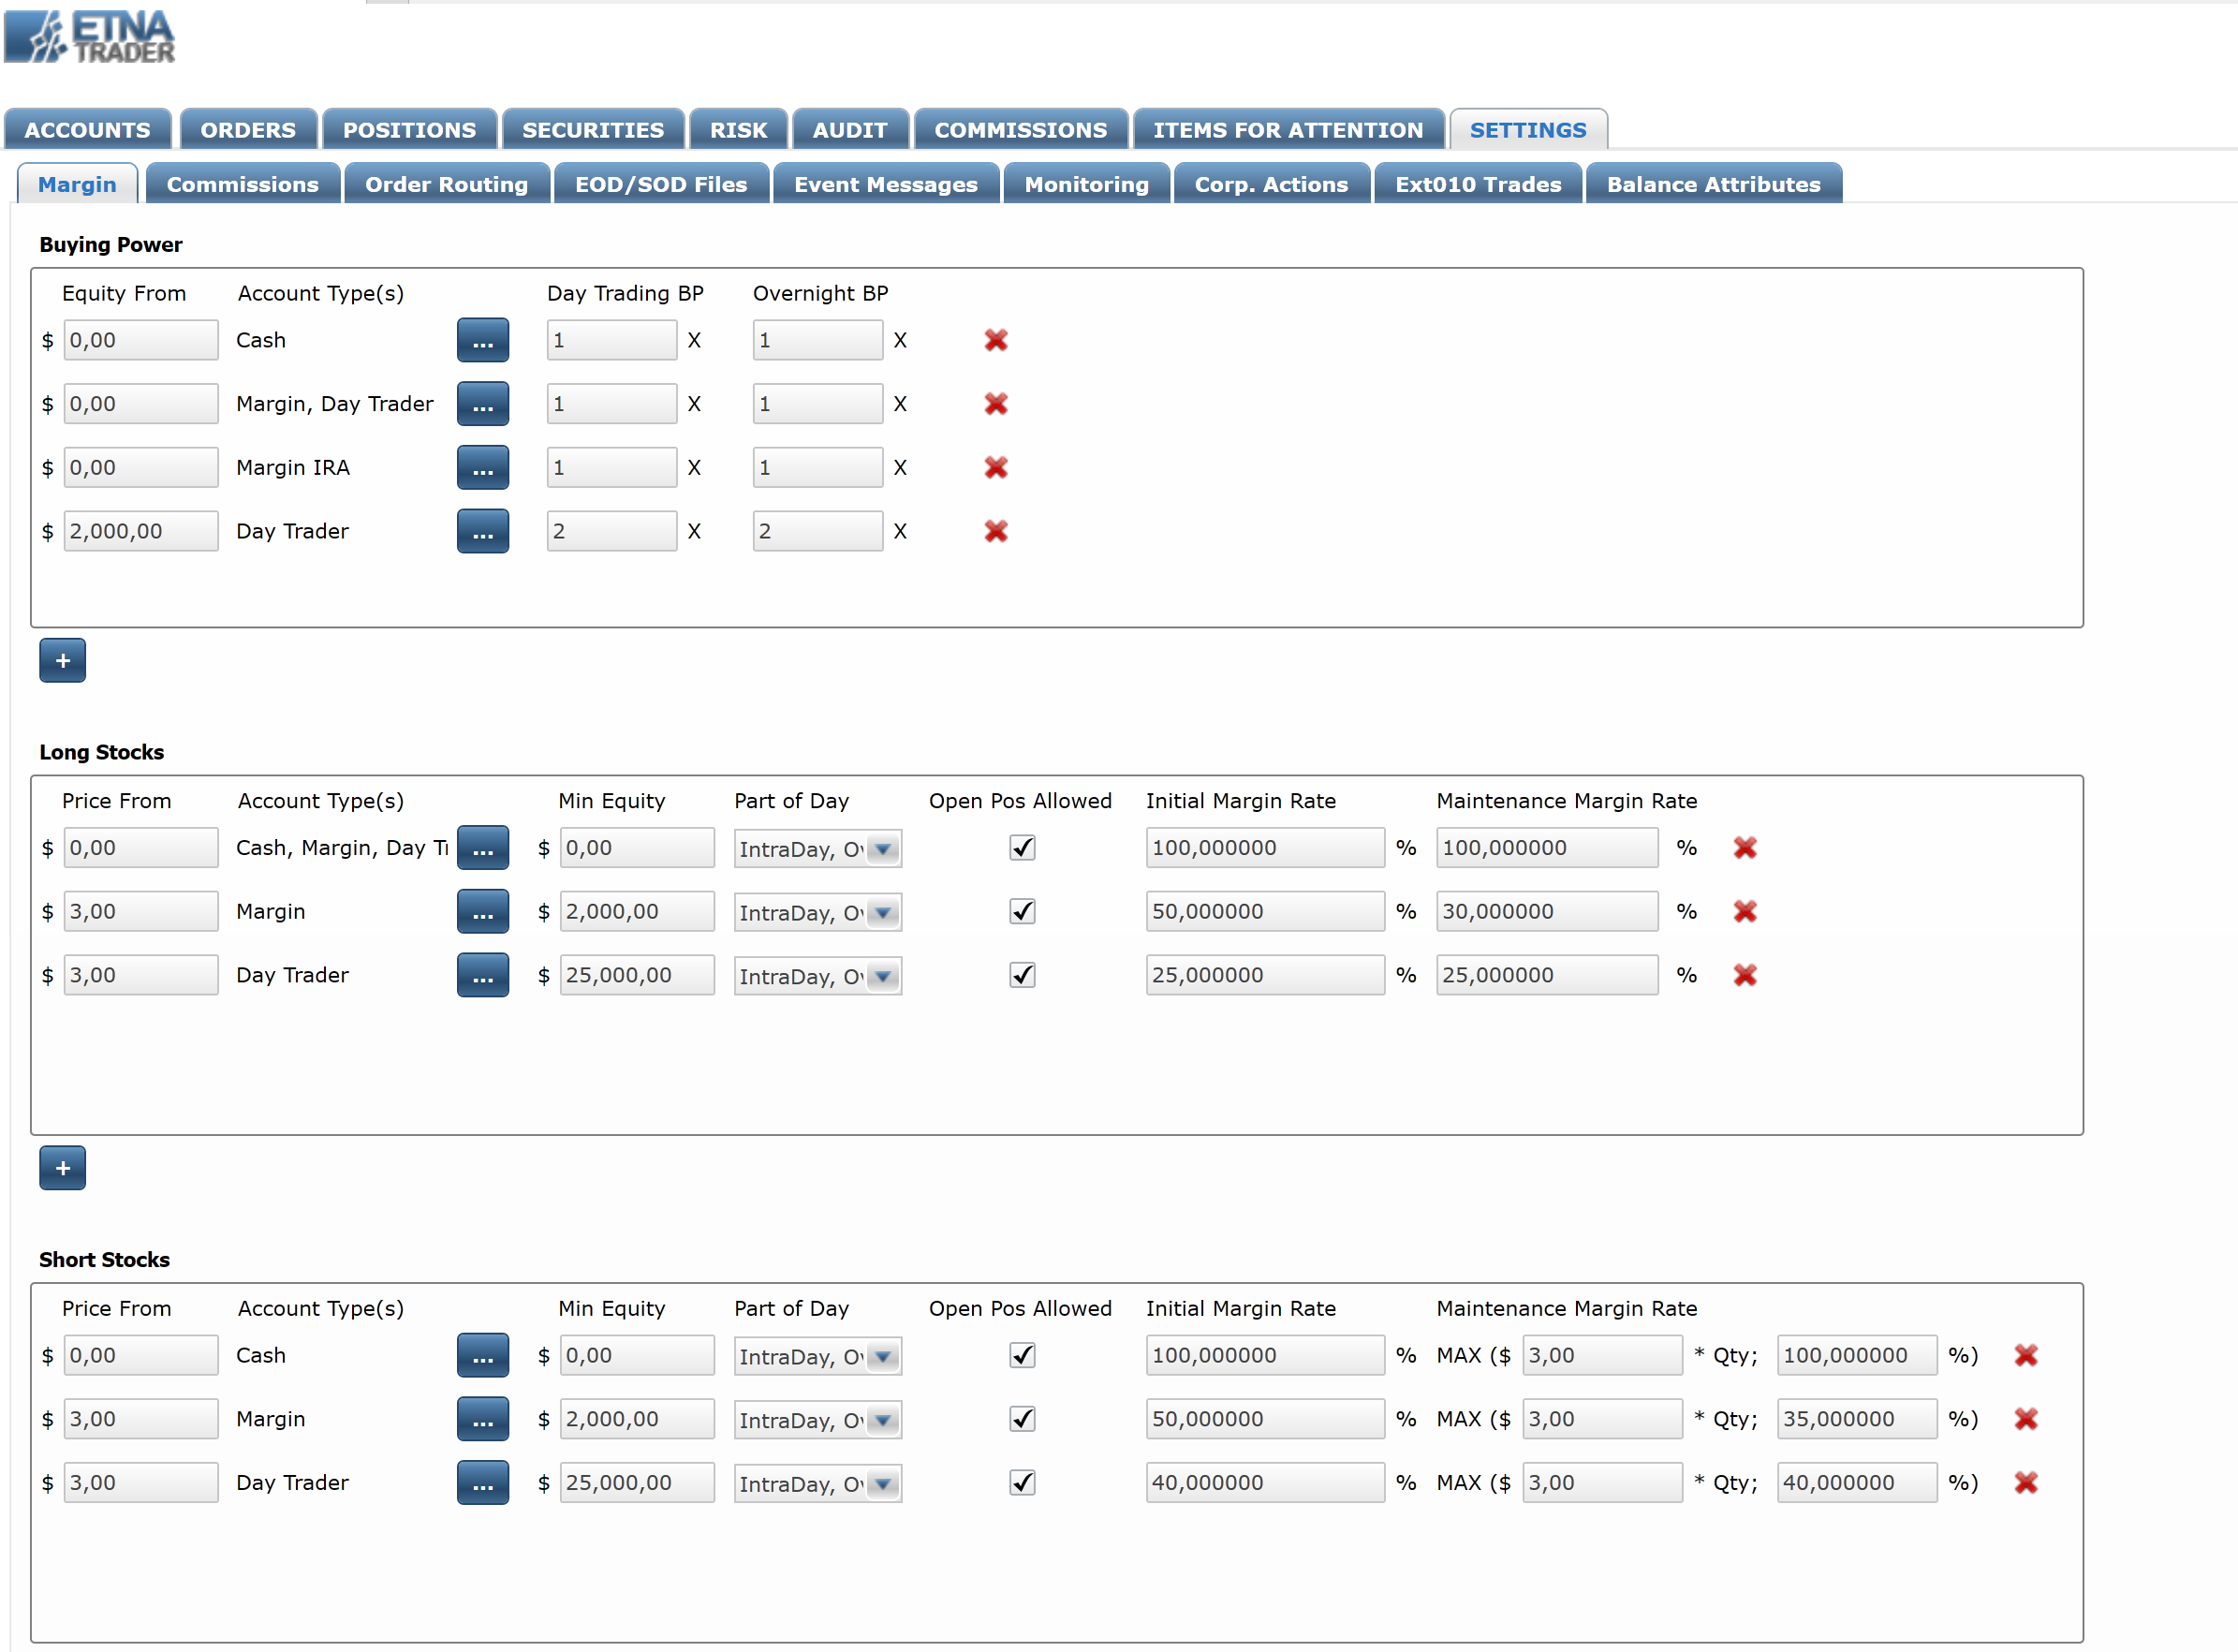 ETNA
TRADER
ACCOUNTS ORDERS POSITIONS SECURITIES RISK AUDIT COMMISSIONS ITEMS FOR ATTENTION SETTINGS
Margin Commissions Order Routing EOD/SOD Files Event Messages Monitoring Corp. Actions Ext010 Trades Balance Attributes
Buying Power
Equity From Account Type(s) Day Trading BP Overnight BP
$ 0,00 Cash ... 1 X 1 X
$ 0,00 Margin, Day Trader ... 1 X 1 X
$ 0,00 Margin IRA ... 1 X 1 X
$ 2,000,00 Day Trader ... 2 X 2 X
+
Long Stocks
Price From Account Type(s) Min Equity Part of Day Open Pos Allowed Initial Margin Rate Maintenance Margin Rate
$ 0,00 Cash, Margin, Day Tr ... $ 0,00 IntraDay, Ov 100,000000 % 100,000000 %
$ 3,00 Margin ... $ 2,000,00 IntraDay, Ov 50,000000 % 30,000000 %
$ 3,00 Day Trader ... $ 25,000,00 IntraDay, Ov 25,000000 % 25,000000 %
+
Short Stocks
Price From Account Type(s) Min Equity Part of Day Open Pos Allowed Initial Margin Rate Maintenance Margin Rate
$ 0,00 Cash ... $ 0,00 IntraDay, Ov 100,000000 % MAX ($ 3,00 * Qty; 100,000000 %)
$ 3,00 Margin ... $ 2,000,00 IntraDay, Ov 50,000000 % MAX ($ 3,00 * Qty; 35,000000 %)
$ 3,00 Day Trader ... $ 25,000,00 IntraDay, Ov 40,000000 % MAX ($ 3,00 * Qty; 40,000000 %)